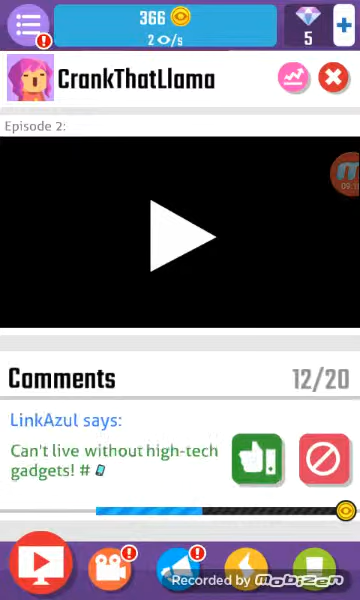 366
2 /s
5
+
CrankThatLlama
Episode 2:
Comments
12/20
LinkAzul says:
Can't live without high-tech
gadgets! #
Recorded by Mobizen